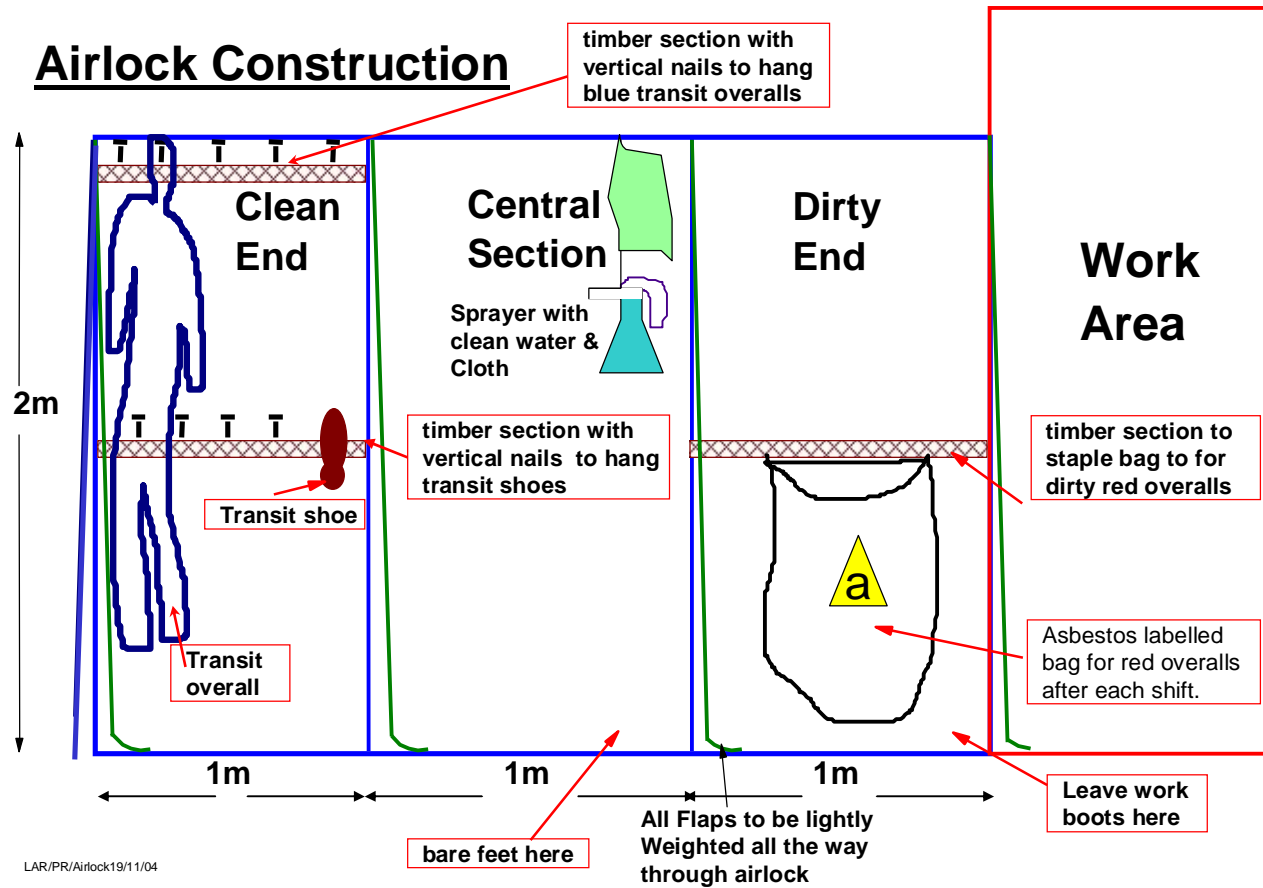 Airlock Construction
timber section with
vertical nails to hang
blue transit overalls
Clean
End
Central
Section
Dirty
End
Work
Area
Sprayer with
clean water &
Cloth
2m
timber section with
vertical nails to hang
transit shoes
timber section to
staple bag to for
dirty red overalls
Transit shoe
a
Asbestos labelled
bag for red overalls
after each shift.
Transit
overall
1m
1m
1m
Leave work
boots here
All Flaps to be lightly
Weighted all the way
through airlock
bare feet here
LAR/PR/Airlock19/11/04